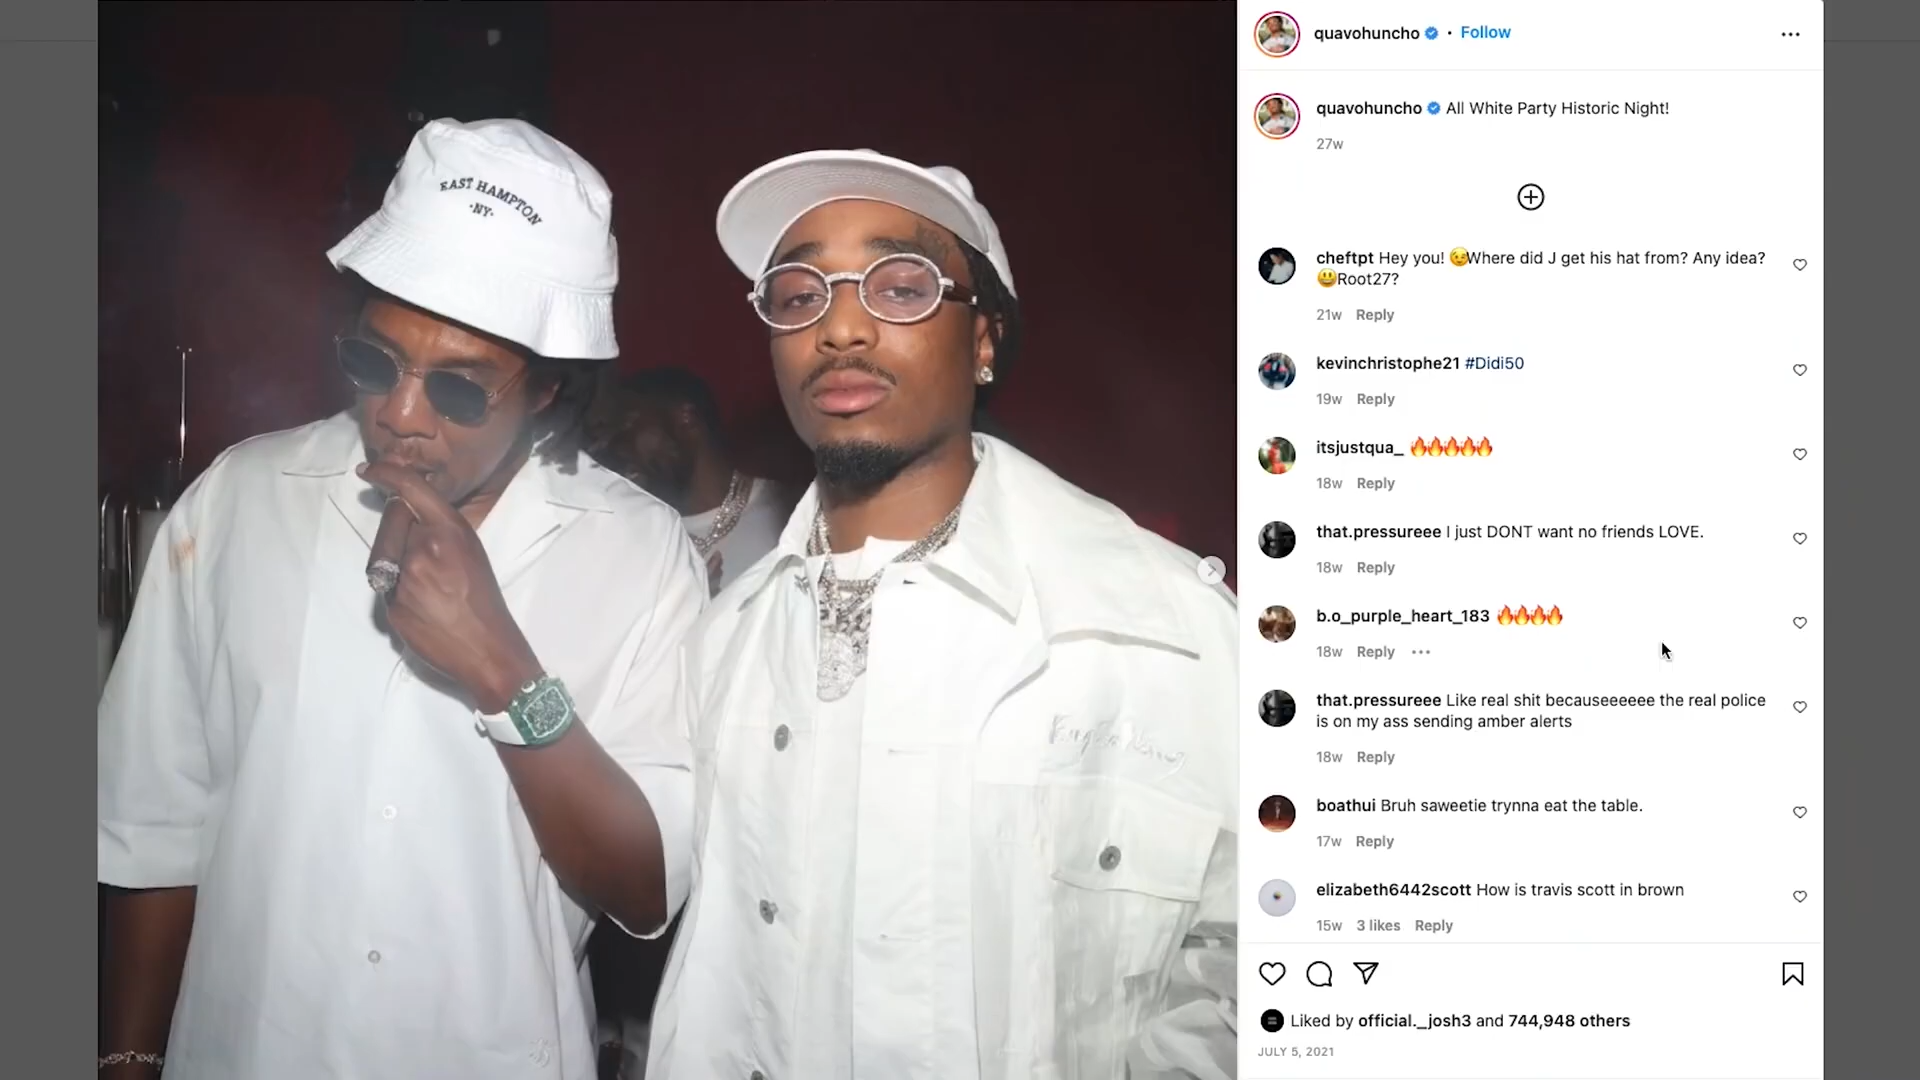 EAST HAMPTON
·NY·
quavohuncho • Follow
quavohuncho All White Party Historic Night!
27w
cheftpt Hey you! 😉Where did J get his hat from? Any idea?
😃Root27?
21w Reply
kevinchristophe21 #Didi50
19w Reply
itsjustqua_ 🔥🔥🔥🔥🔥
18w Reply
that.pressureee I just DONT want no friends LOVE.
18w Reply
b.o_purple_heart_183 🔥🔥🔥🔥
18w Reply
that.pressureee Like real shit becauseeeeee the real police
is on my ass sending amber alerts
18w Reply
boathui Bruh saweetie trynna eat the table.
17w Reply
elizabeth6442scott How is travis scott in brown
15w 3 likes Reply
Liked by official._josh3 and 744,948 others
JULY 5, 2021